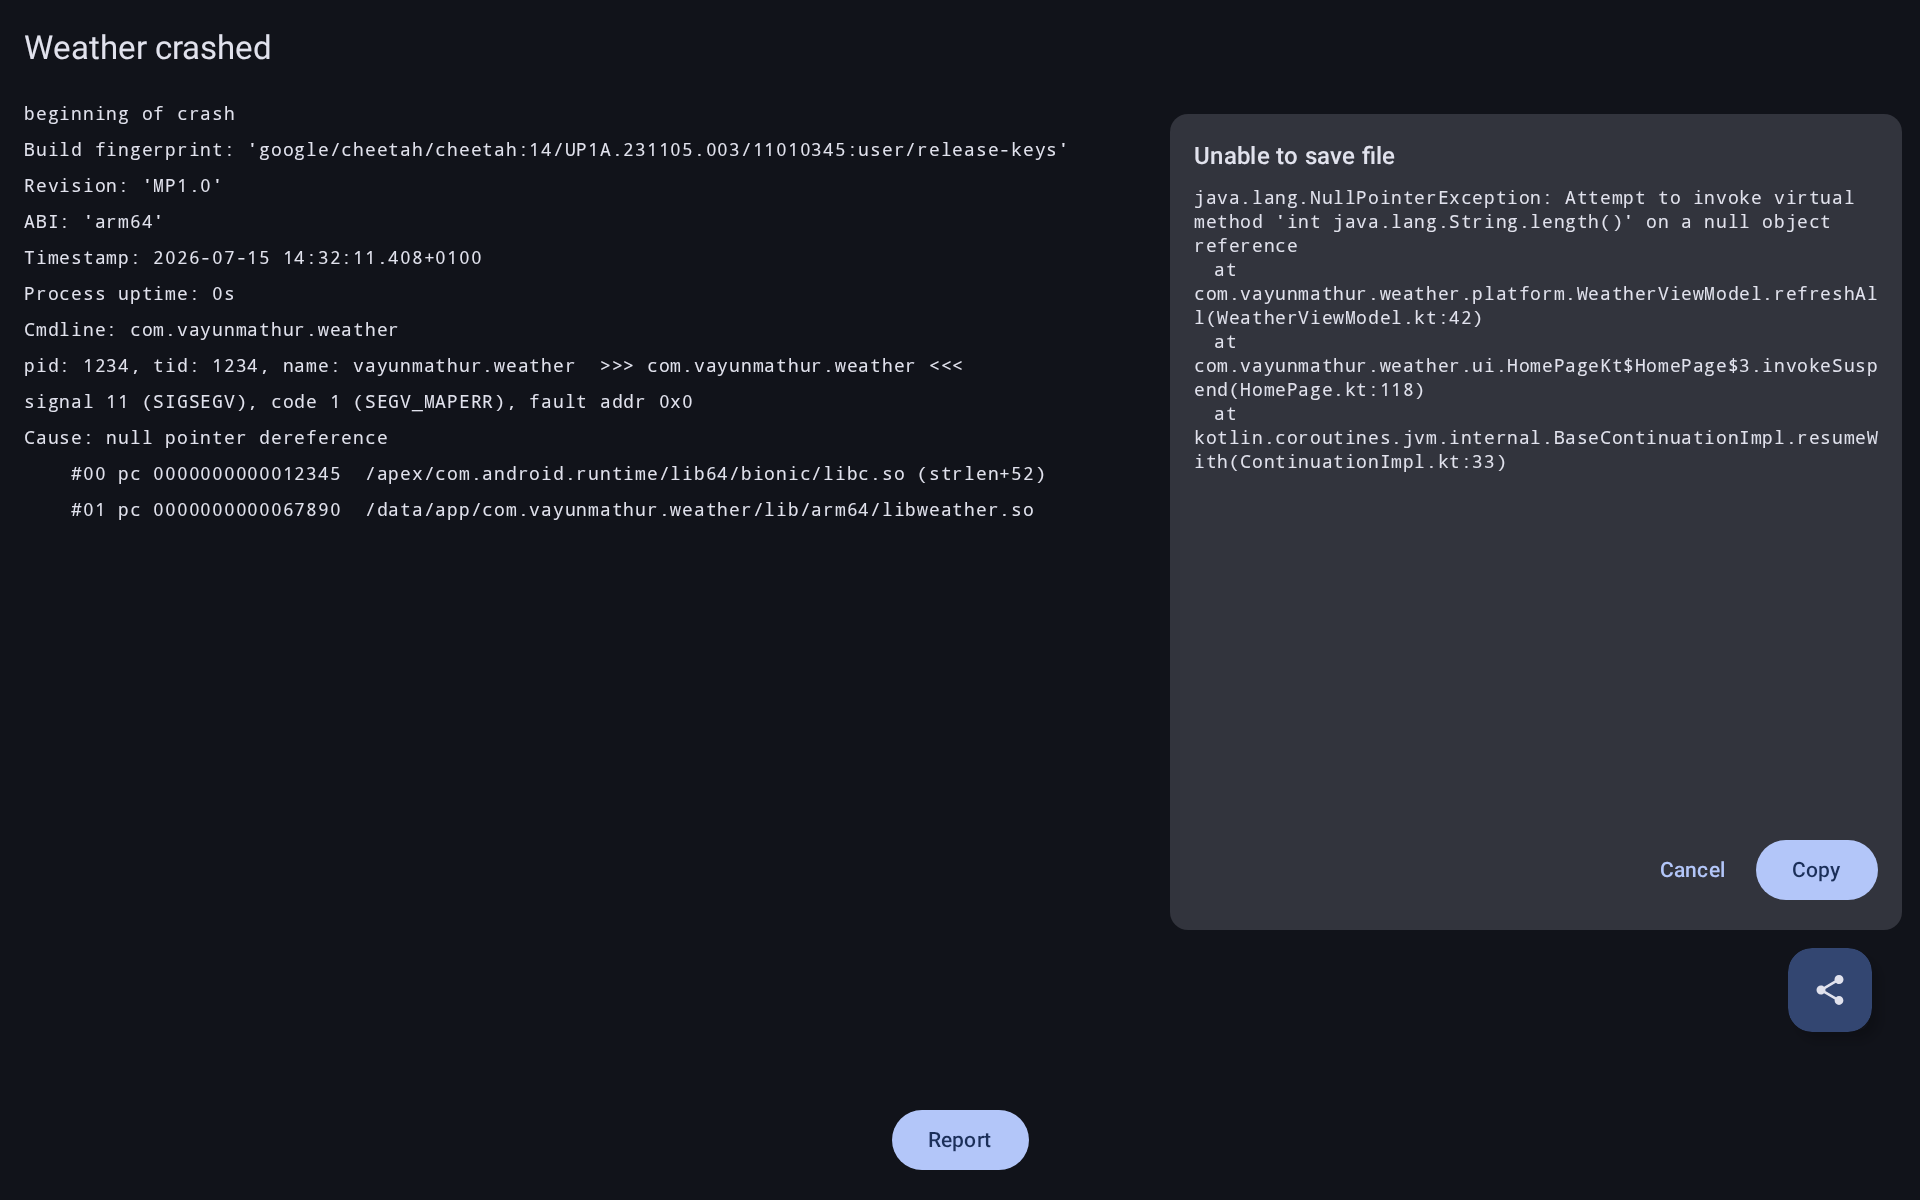 Weather crashed
beginning of crash
Build fingerprint: 'google/cheetah/cheetah:14/UP1A.231105.003/11010345:user/release-keys'
Revision: 'MP1.0'
ABI: 'arm64'
Timestamp: 2026-07-15 14:32:11.408+0100
Process uptime: 0s
Cmdline: com.vayunmathur.weather
pid: 1234, tid: 1234, name: vayunmathur.weather  >>> com.vayunmathur.weather <<<
signal 11 (SIGSEGV), code 1 (SEGV_MAPERR), fault addr 0x0
Cause: null pointer dereference
    #00 pc 0000000000012345  /apex/com.android.runtime/lib64/bionic/libc.so (strlen+52)
    #01 pc 0000000000067890  /data/app/com.vayunmathur.weather/lib/arm64/libweather.so
Unable to save file
java.lang.NullPointerException: Attempt to invoke virtual
method 'int java.lang.String.length()' on a null object
reference
  at
com.vayunmathur.weather.platform.WeatherViewModel.refreshAl
l(WeatherViewModel.kt:42)
  at
com.vayunmathur.weather.ui.HomePageKt$HomePage$3.invokeSusp
end(HomePage.kt:118)
  at
kotlin.coroutines.jvm.internal.BaseContinuationImpl.resumeW
ith(ContinuationImpl.kt:33)
Cancel
Copy
Report